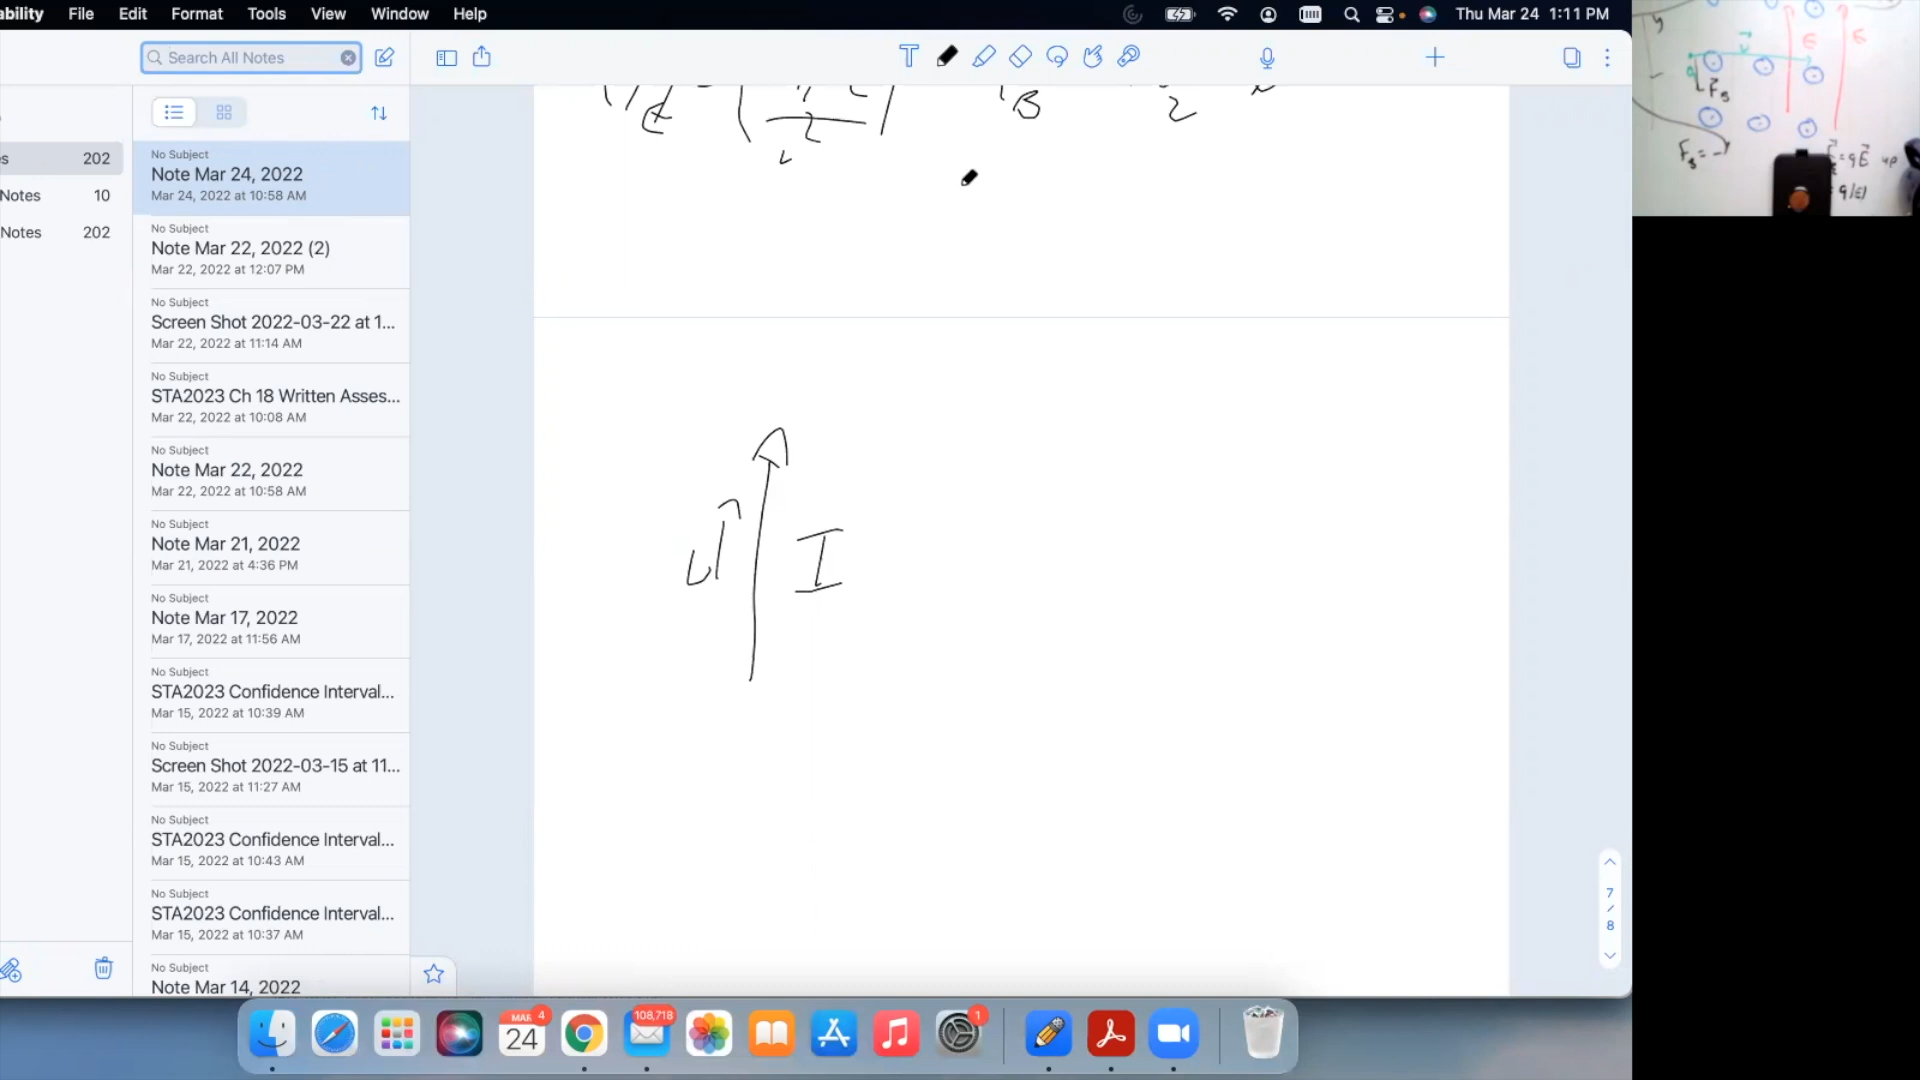 ability File Edit Format Tools View Window Help Thu Mar 24 1:11 PM
Search All Notes
s 202
Notes 10
Notes 202
No Subject
Note Mar 24, 2022
Mar 24, 2022 at 10:58 AM
No Subject
Note Mar 22, 2022 (2)
Mar 22, 2022 at 12:07 PM
No Subject
Screen Shot 2022-03-22 at 1...
Mar 22, 2022 at 11:14 AM
No Subject
STA2023 Ch 18 Written Asses...
Mar 22, 2022 at 10:08 AM
No Subject
Note Mar 22, 2022
Mar 22, 2022 at 10:58 AM
No Subject
Note Mar 21, 2022
Mar 21, 2022 at 4:36 PM
No Subject
Note Mar 17, 2022
Mar 17, 2022 at 11:56 AM
No Subject
STA2023 Confidence Interval...
Mar 15, 2022 at 10:39 AM
No Subject
Screen Shot 2022-03-15 at 11...
Mar 15, 2022 at 11:27 AM
No Subject
STA2023 Confidence Interval...
Mar 15, 2022 at 10:43 AM
No Subject
STA2023 Confidence Interval...
Mar 15, 2022 at 10:37 AM
No Subject
Note Mar 14, 2022
E
2
B
2
I
7
/
8
E
E
F
qE up
q|E|
MAR 4
24
108,718
1